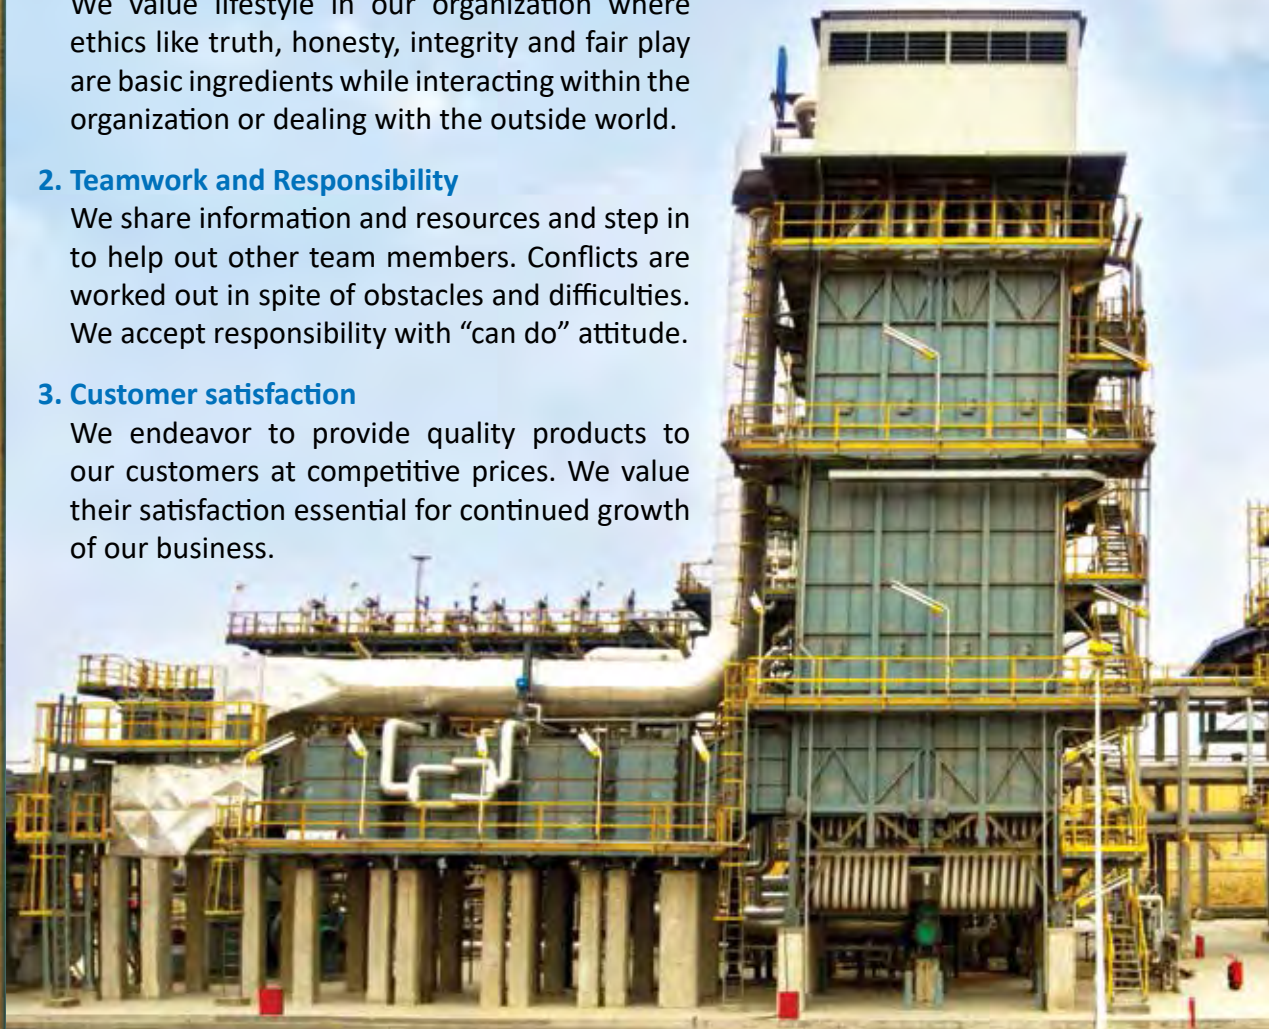 We value lifestyle in our organization where
ethics like truth, honesty, integrity and fair play
are basic ingredients while interacting within the
organization or dealing with the outside world.
2. Teamwork and Responsibility
We share information and resources and step in
to help out other team members. Conflicts are
worked out in spite of obstacles and difficulties.
We accept responsibility with “can do” attitude.
3. Customer satisfaction
We endeavor to provide quality products to
our customers at competitive prices. We value
their satisfaction essential for continued growth
of our business.